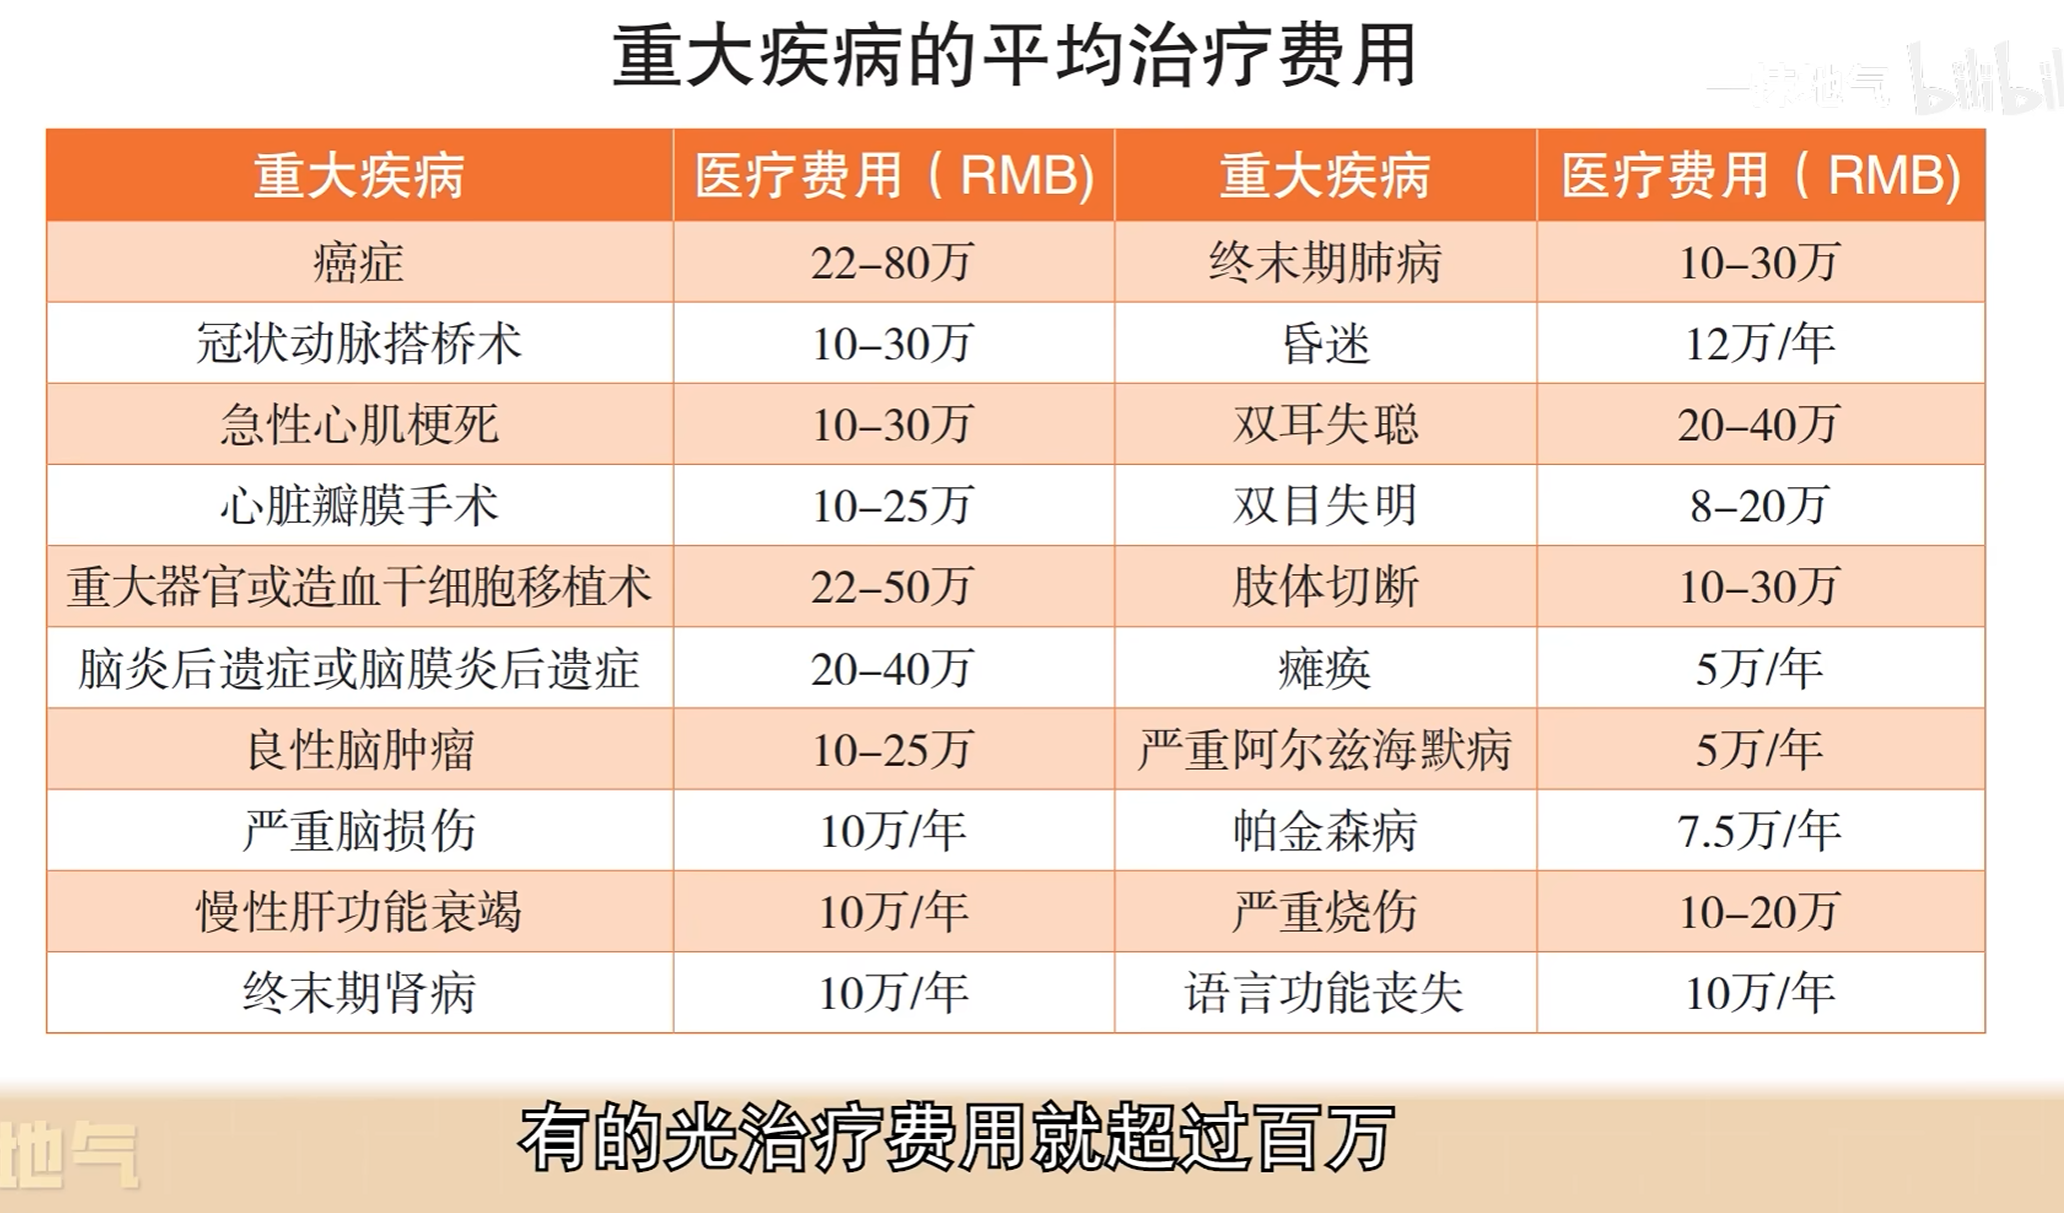 重大疾病的平均治疗费用
地气 bilibil
重大疾病 医疗费用（RMB) 重大疾病 医疗费用（RMB)
癌症 22–80万 终末期肺病 10–30万
冠状动脉搭桥术 10–30万 昏迷 12万/年
急性心肌梗死 10–30万 双耳失聪 20–40万
心脏瓣膜手术 10–25万 双目失明 8–20万
重大器官或造血干细胞移植术 22–50万 肢体切断 10–30万
脑炎后遗症或脑膜炎后遗症 20–40万 瘫痪 5万/年
良性脑肿瘤 10–25万 严重阿尔兹海默病 5万/年
严重脑损伤 10万/年 帕金森病 7.5万/年
慢性肝功能衰竭 10万/年 严重烧伤 10–20万
终末期肾病 10万/年 语言功能丧失 10万/年
地气
有的光治疗费用就超过百万